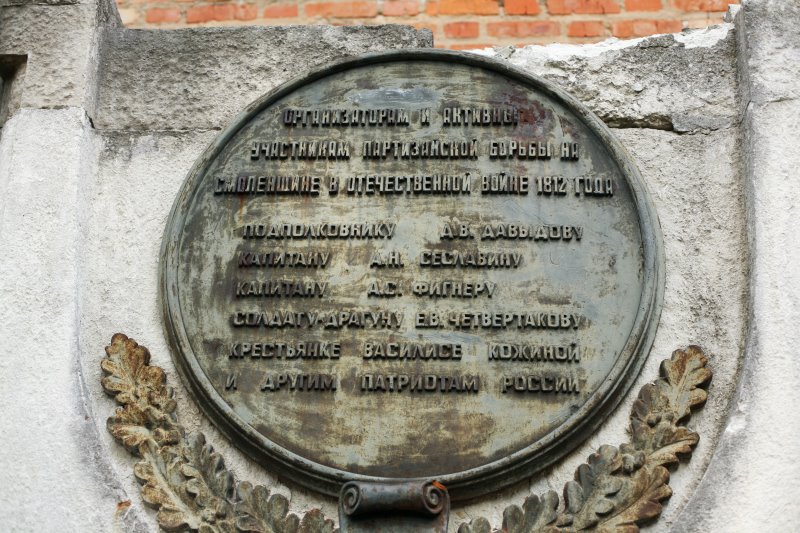 ОРГАНИЗАТОРАМ И АКТИВНЫМ
УЧАСТНИКАМ ПАРТИЗАНСКОЙ БОРЬБЫ НА
СМОЛЕНЩИНЕ В ОТЕЧЕСТВЕННОЙ ВОЙНЕ 1812 ГОДА
ПОДПОЛКОВНИКУ Д.В. ДАВЫДОВУ
КАПИТАНУ А.Н. СЕСЛАВИНУ
КАПИТАНУ А.С. ФИГНЕРУ
СОЛДАТУ-ДРАГУНУ Е.В. ЧЕТВЕРТАКОВУ
КРЕСТЬЯНКЕ ВАСИЛИСЕ КОЖИНОЙ
И ДРУГИМ ПАТРИОТАМ РОССИИ